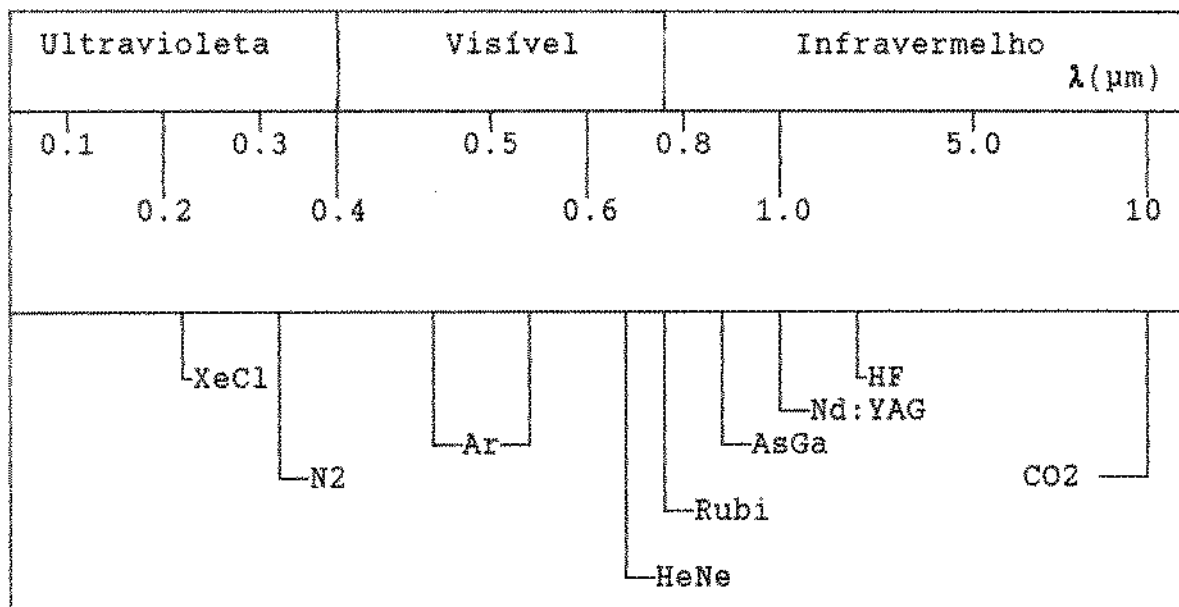 Ultravioleta Visível Infravermelho
λ(µm)
0.1 0.3 0.5 0.8 5.0
0.2 0.4 0.6 1.0 10
XeCl HF
Nd:YAG
Ar AsGa
N2 CO2
Rubi
HeNe